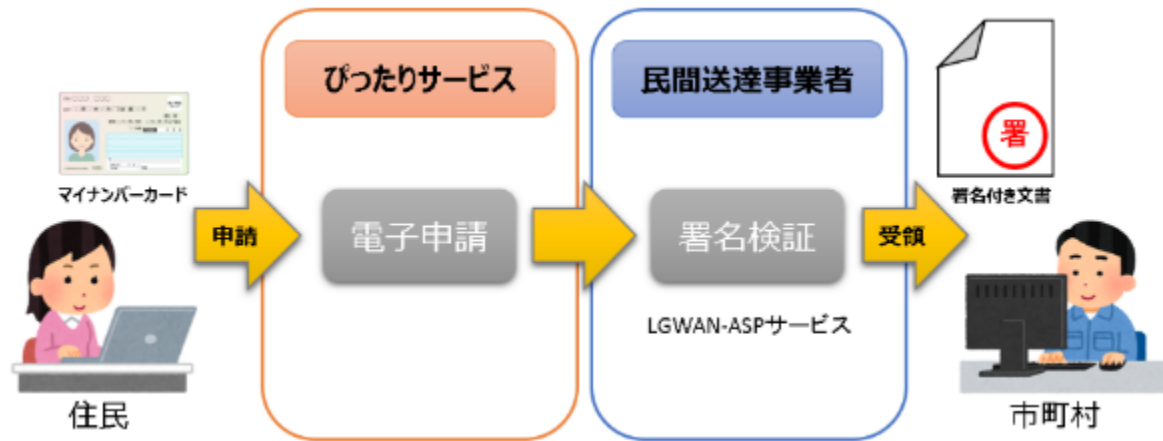 ぴったりサービス
民間送達事業者
署
マイナンバーカード
署名付き文書
申請
電子申請
署名検証
受領
LGWAN-ASPサービス
住民
市町村